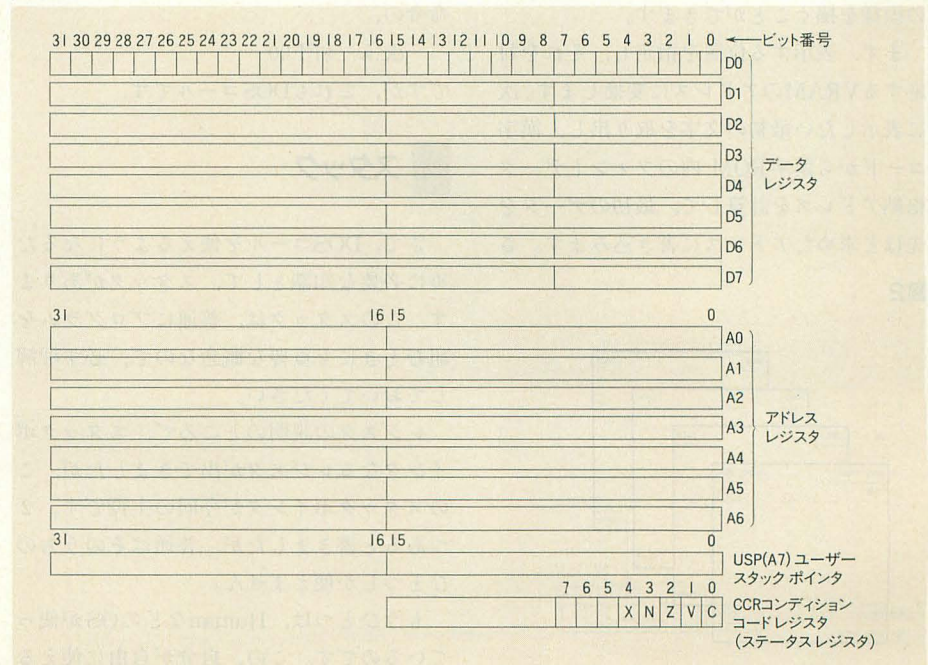 31 30 29 28 27 26 25 24 23 22 21 20 19 18 17 16 15 14 13 12 11 10 9 8 7 6 5 4 3 2 1 0 ←ビット番号
D0
D1
D2
D3
D4
D5
D6
D7
データ
レジスタ
31 16 15 0
A0
A1
A2
A3
A4
A5
A6
アドレス
レジスタ
31 16 15 0
USP(A7) ユーザー
スタック ポインタ
7 6 5 4 3 2 1 0
X N Z V C
CCRコンディション
コードレジスタ
(ステータスレジスタ)